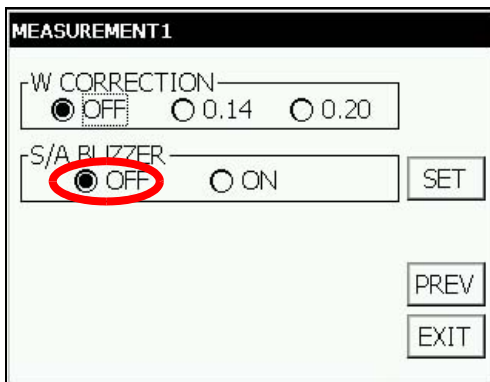 MEASUREMENT1
W CORRECTION
OFF 0.14 0.20
S/A BUZZER
OFF ON
SET
PREV
EXIT